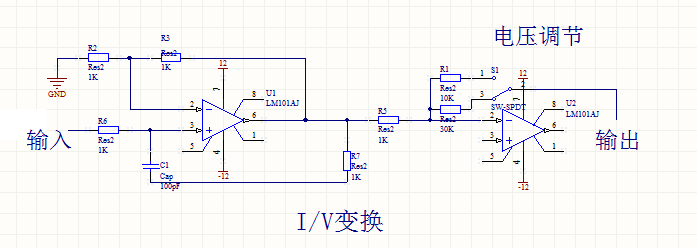 电压调节
R2
Res2
1K
R3
Res2
1K
GND
12
7
U1
LM101AJ
8
2
6
3
1
5
4
-12
R6
Res2
1K
输入
C1
Cap
100pF
R7
Res2
1K
R5
Res2
1K
R1
Res2
10K
S1
1
2
3
SW-SPDT
Res2
30K
12
7
U2
LM101AJ
8
2
6
3
1
5
4
-12
输出
I/V变换